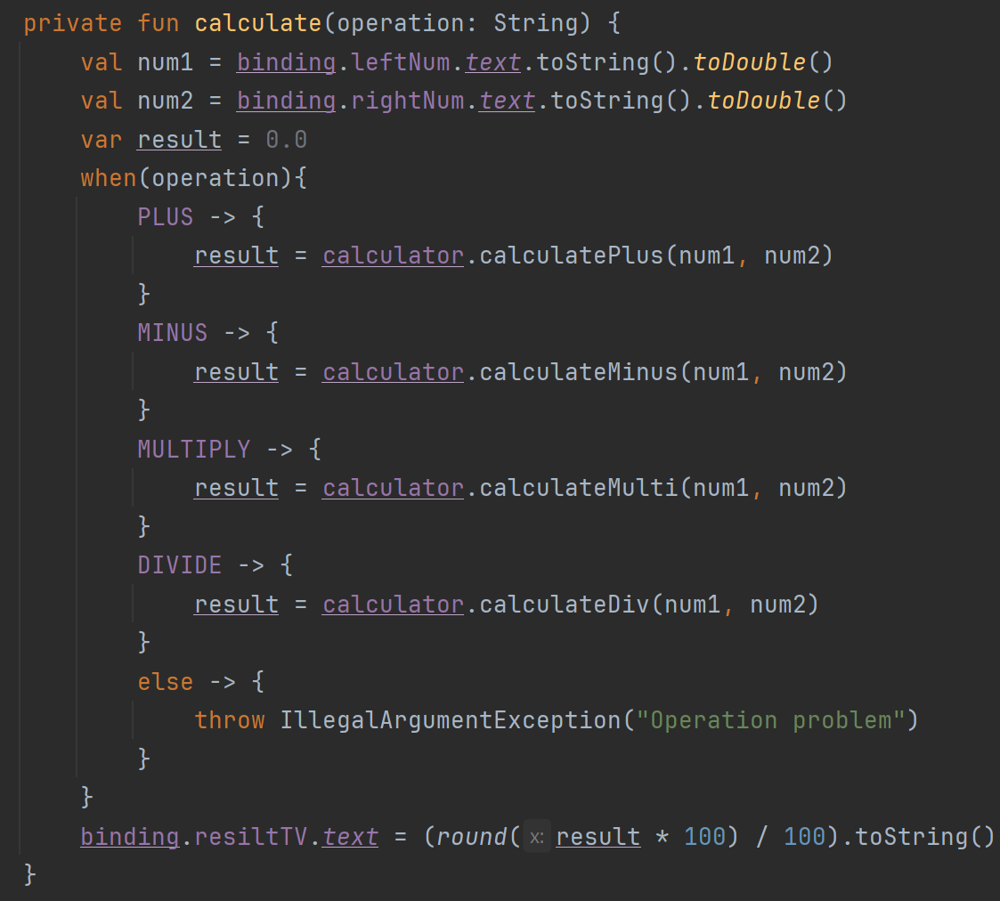 private fun calculate(operation: String) {
    val num1 = binding.leftNum.text.toString().toDouble()
    val num2 = binding.rightNum.text.toString().toDouble()
    var result = 0.0
    when(operation){
        PLUS -> {
            result = calculator.calculatePlus(num1, num2)
        }
        MINUS -> {
            result = calculator.calculateMinus(num1, num2)
        }
        MULTIPLY -> {
            result = calculator.calculateMulti(num1, num2)
        }
        DIVIDE -> {
            result = calculator.calculateDiv(num1, num2)
        }
        else -> {
            throw IllegalArgumentException("Operation problem")
        }
    }
    binding.resiltTV.text = (round( x: result * 100) / 100).toString()
}